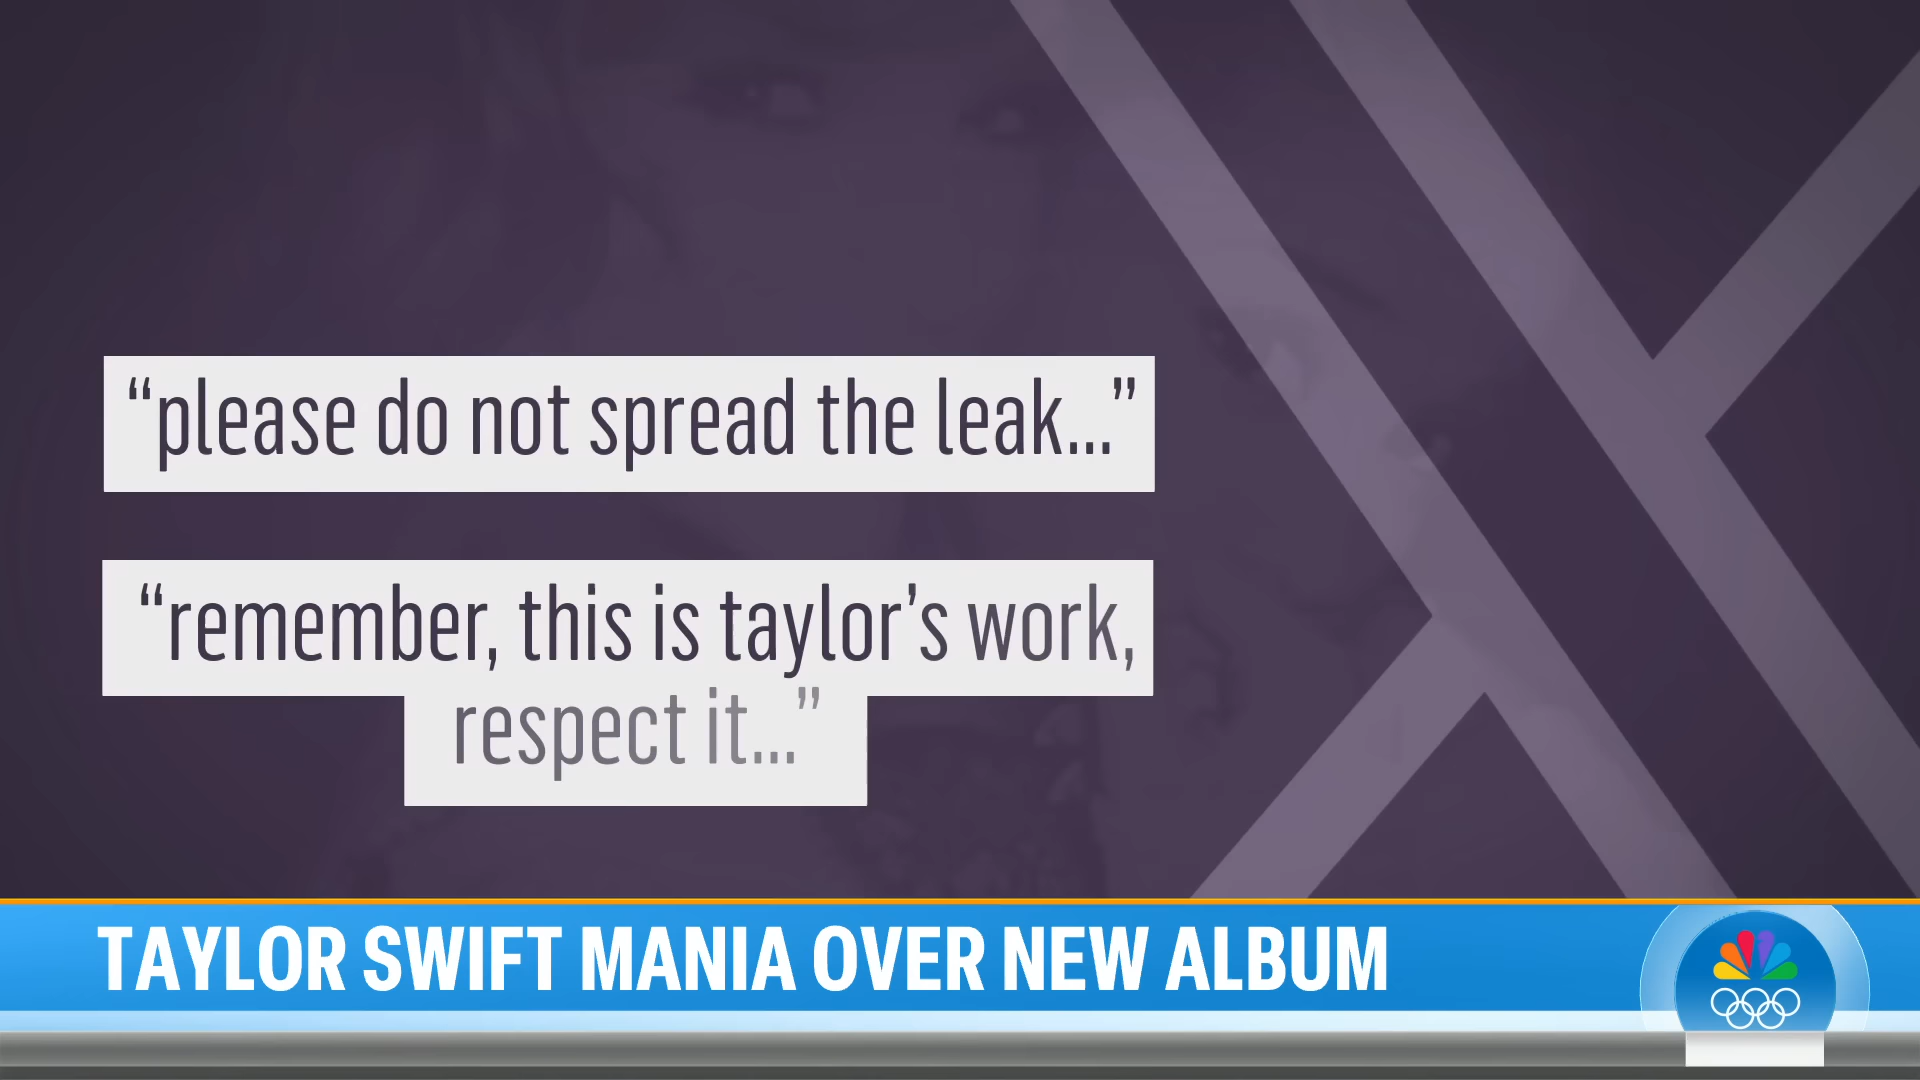 “please do not spread the leak...”
“remember, this is taylor’s work,
respect it...”
TAYLOR SWIFT MANIA OVER NEW ALBUM